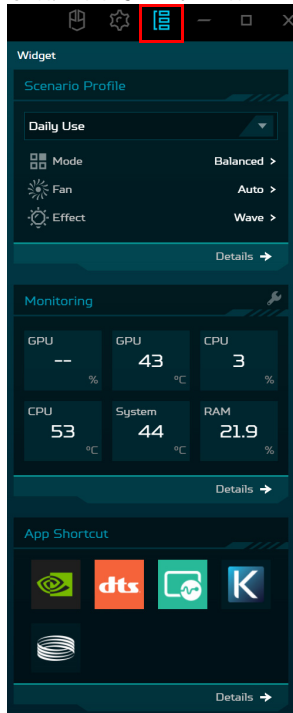 Widget
Scenario Profile
Daily Use
Mode Balanced >
Fan Auto >
Effect Wave >
Details →
Monitoring
GPU GPU CPU
-- 43 3
% °C %
CPU System RAM
53 44 21.9
°C °C %
Details →
App Shortcut
dts K
Details →